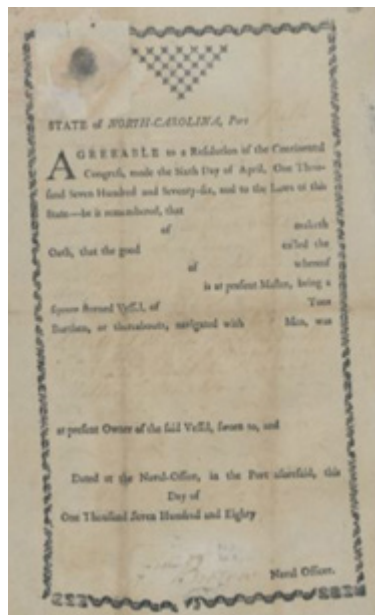 STATE of NORTH-CAROLINA, Port
AGREEABLE to a Resolution of the Continental
Congress, made the Sixth Day of April, One Thou-
sand Seven Hundred and Seventy-six, and to the Laws of this
State—be it remembered, that
of maketh
Oath, that the good called the
of whereof
is at present Master, being a
Sterned Vessel, of Tons
Burthen, or thereabouts, navigated with Men, was
at present Owner of the said Vessel, sworn to, and
Dated at the Naval-Office, in the Port aforesaid, this
Day of
One Thousand Seven Hundred and Eighty
Naval Officer.